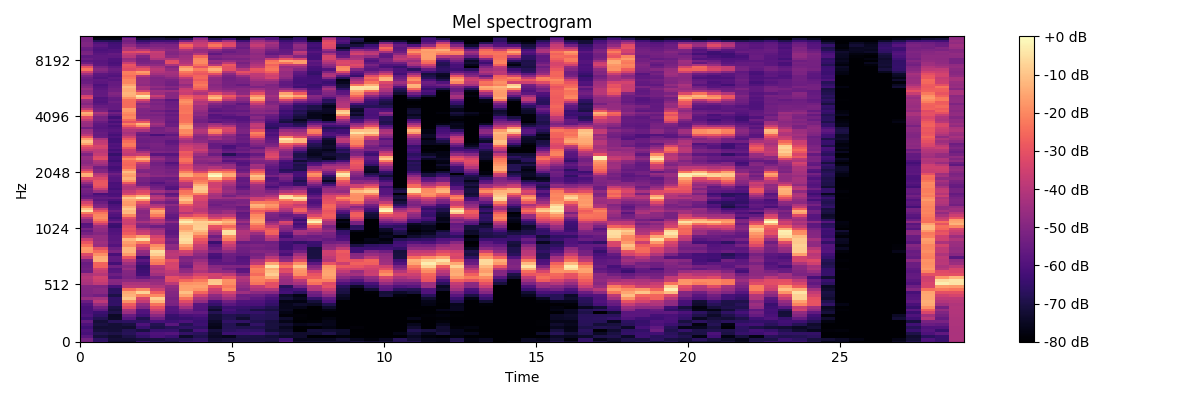 Mel spectrogram
+0 dB
8192
-10 dB
4096
-20 dB
-30 dB
Hz
2048
-40 dB
1024
-50 dB
-60 dB
512
-70 dB
0
-80 dB
0 5 10 15 20 25
Time